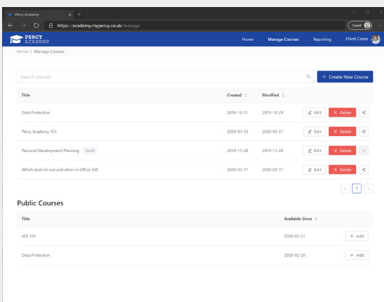 Percy Academy
https://academy.mypercy.co.uk/manage
Guest
PERCY
ACADEMY
Home
Manage Courses
Reporting
Elliott Carter
Home / Manage Courses
Search courses
+ Create New Course
Title Created Modified
Data Protection 2019-10-11 2019-10-29 Edit × Delete
Percy Academy 101 2020-01-13 2020-02-21 Edit × Delete
Personal Development Planning Draft 2019-11-28 2019-11-28 Edit × Delete
Which tools to use and when in Office 365 2020-02-11 2020-02-11 Edit × Delete
1
Public Courses
Title Available Since
101 2020-02-21 + Add
Data Protection 2020-02-20 + Add